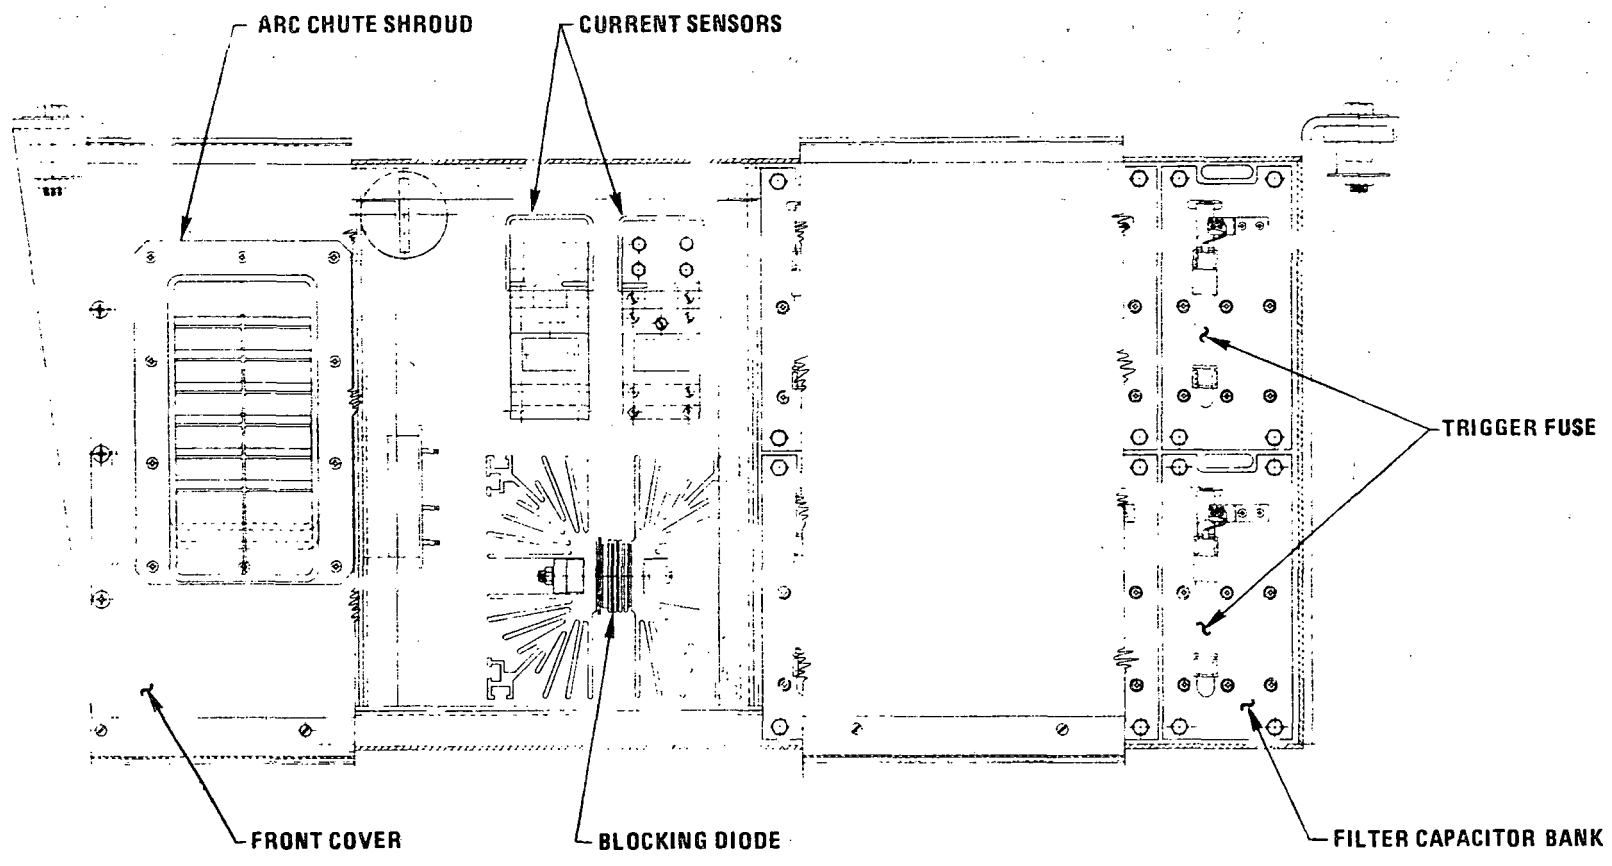 ARC CHUTE SHROUD
CURRENT SENSORS
TRIGGER FUSE
FRONT COVER
BLOCKING DIODE
FILTER CAPACITOR BANK